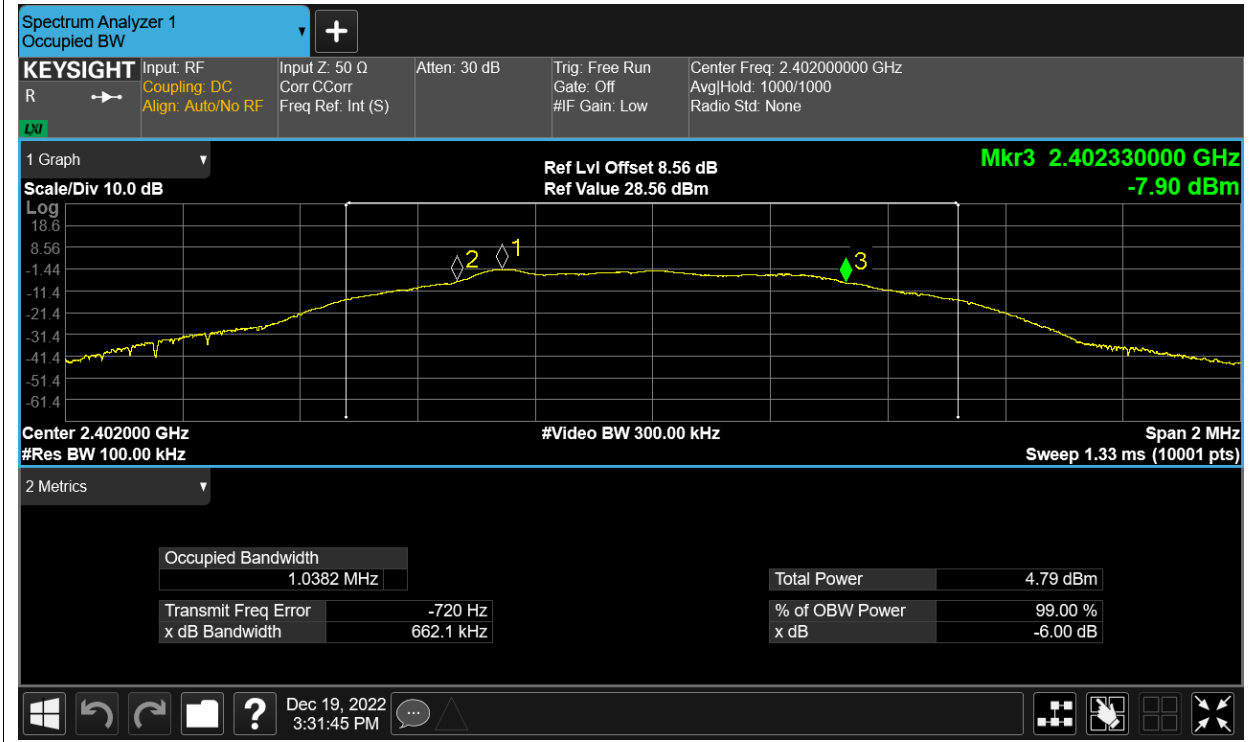 Spectrum Analyzer 1
Occupied BW
KEYSIGHT
R
LXI
Input: RF
Coupling: DC
Align: Auto/No RF
Input Z: 50 Ω
Corr CCorr
Freq Ref: Int (S)
Atten: 30 dB
Trig: Free Run
Gate: Off
#IF Gain: Low
Center Freq: 2.402000000 GHz
Avg|Hold: 1000/1000
Radio Std: None
1 Graph
Scale/Div 10.0 dB
Ref Lvl Offset 8.56 dB
Ref Value 28.56 dBm
Mkr3 2.402330000 GHz
-7.90 dBm
Log
18.6
8.56
-1.44
-11.4
-21.4
-31.4
-41.4
-51.4
-61.4
2
1
3
Center 2.402000 GHz
#Res BW 100.00 kHz
#Video BW 300.00 kHz
Span 2 MHz
Sweep 1.33 ms (10001 pts)
2 Metrics
Occupied Bandwidth
1.0382 MHz
Transmit Freq Error -720 Hz
x dB Bandwidth 662.1 kHz
Total Power 4.79 dBm
% of OBW Power 99.00 %
x dB -6.00 dB
?
Dec 19, 2022
3:31:45 PM